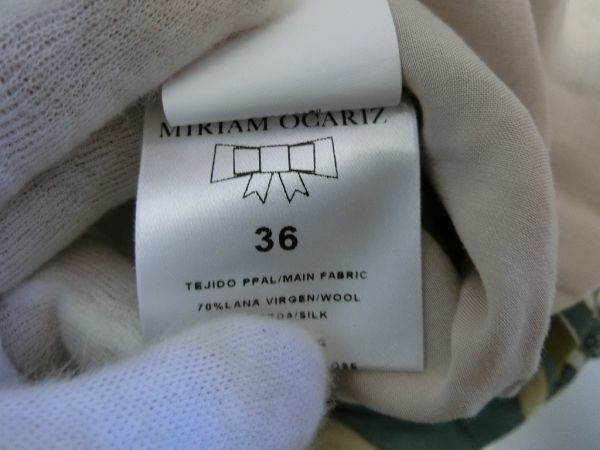 MIRIAM OCARIZ
36
TEJIDO PPAL/MAIN FABRIC
70%LANA VIRGEN/WOOL